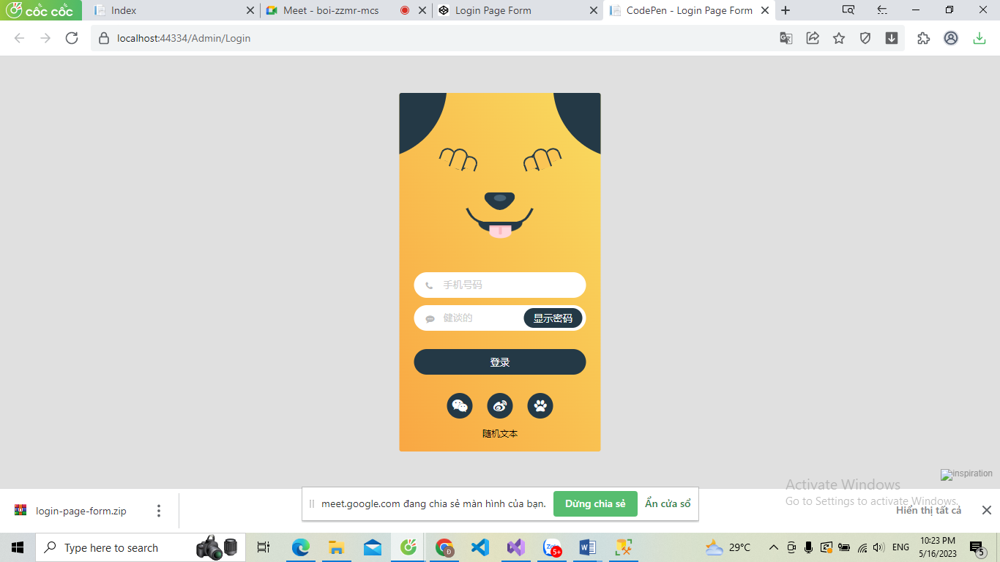 cốc cốc
Index
Meet - boi-zzmr-mcs
Login Page Form
CodePen - Login Page Form
localhost:44334/Admin/Login
手机号码
健谈的
显示密码
登录
随机文本
inspiration
Activate Windows
Go to Settings to activate Windows.
login-page-form.zip
meet.google.com đang chia sẻ màn hình của bạn.
Dừng chia sẻ
Ẩn cửa sổ
Hiển thị tất cả
Type here to search
Zalo
5+
29°C
ENG
10:23 PM
5/16/2023
5